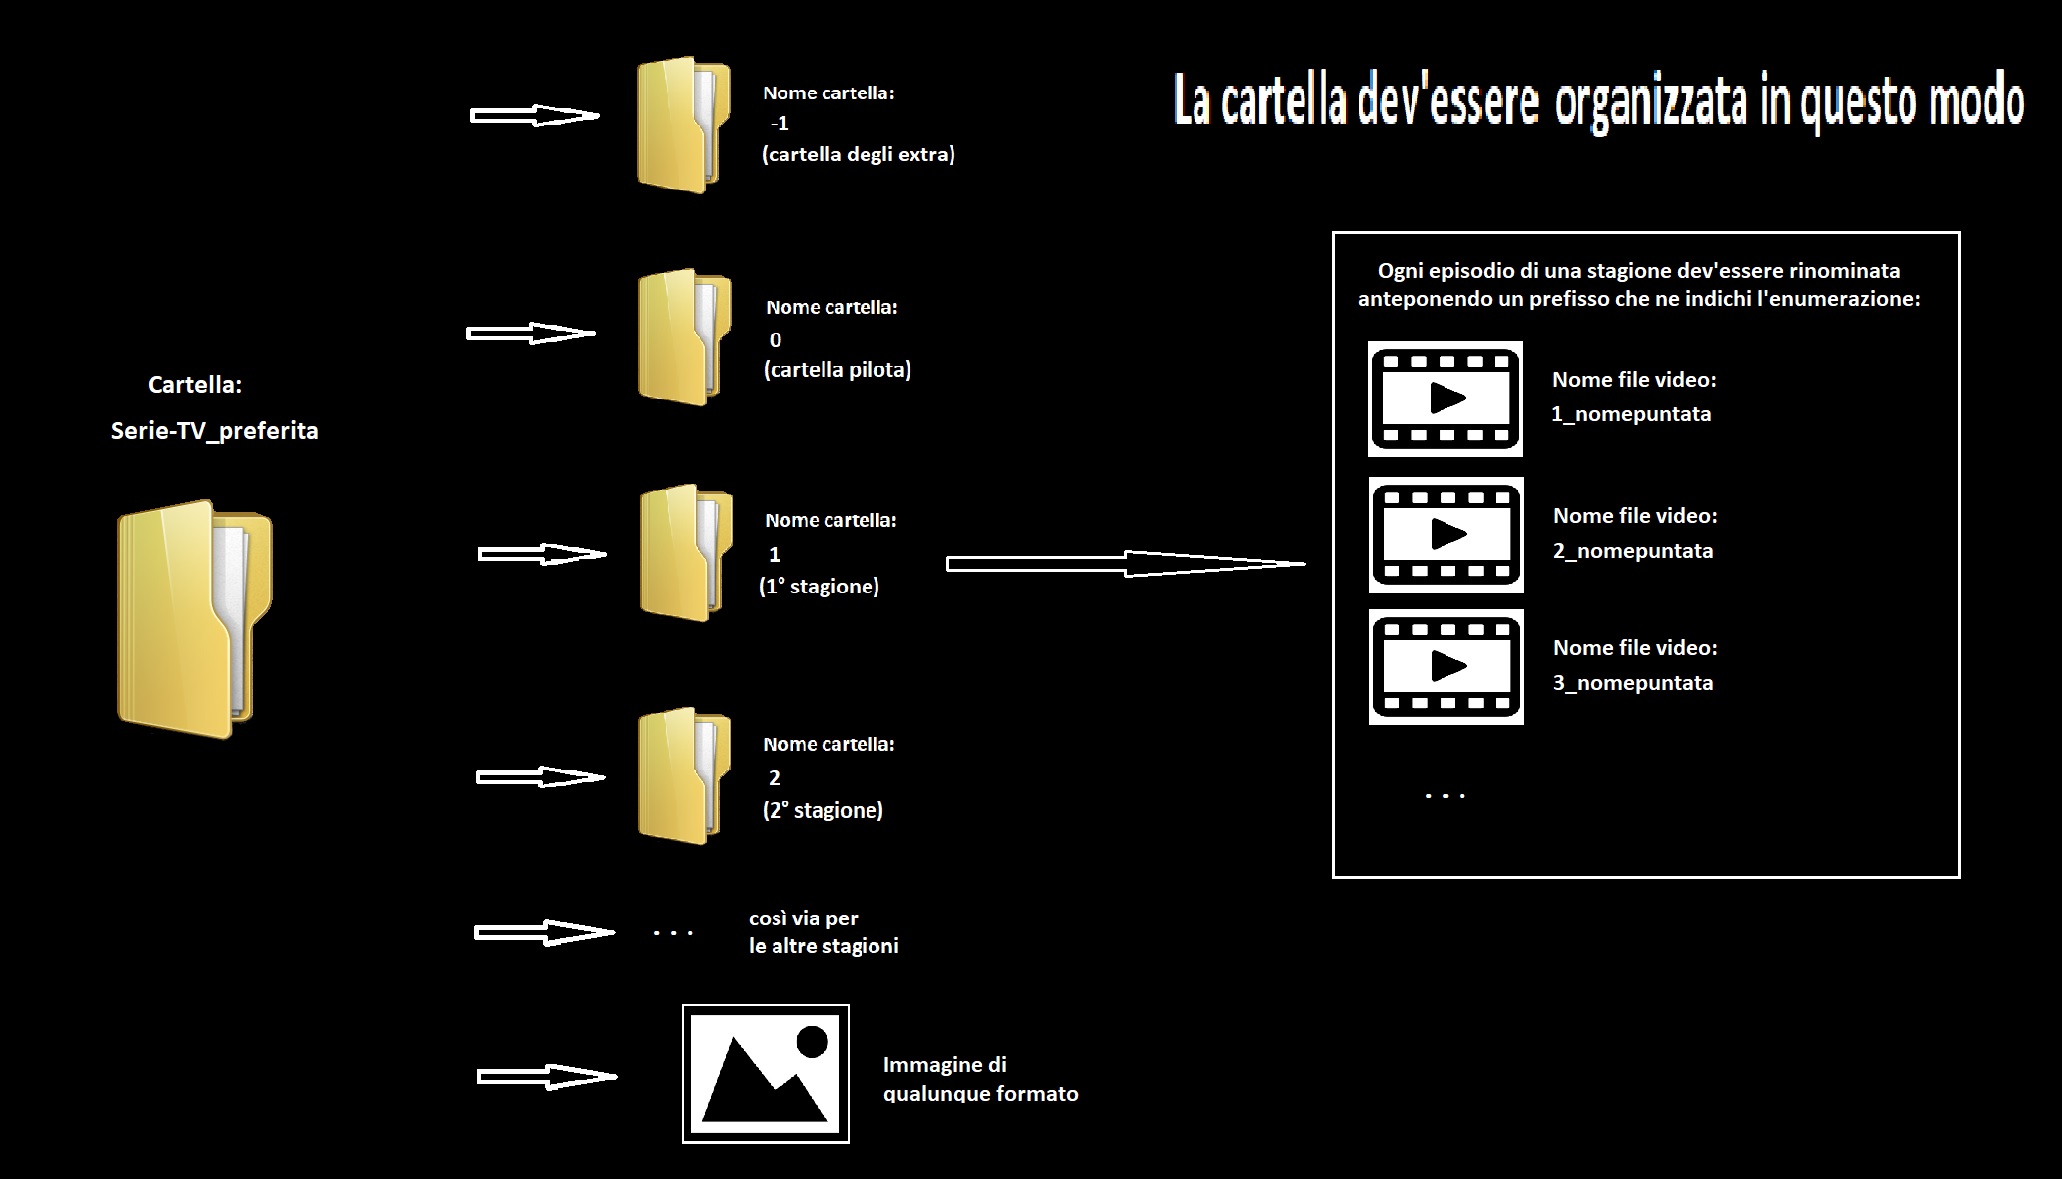 La cartella dev'essere organizzata in questo modo
Cartella:
Serie-TV_preferita
Nome cartella:
-1
(cartella degli extra)
Nome cartella:
0
(cartella pilota)
Nome cartella:
1
(1° stagione)
Nome cartella:
2
(2° stagione)
. . .
così via per
le altre stagioni
Immagine di
qualunque formato
Ogni episodio di una stagione dev'essere rinominata
anteponendo un prefisso che ne indichi l'enumerazione:
Nome file video:
1_nomepuntata
Nome file video:
2_nomepuntata
Nome file video:
3_nomepuntata
. . .